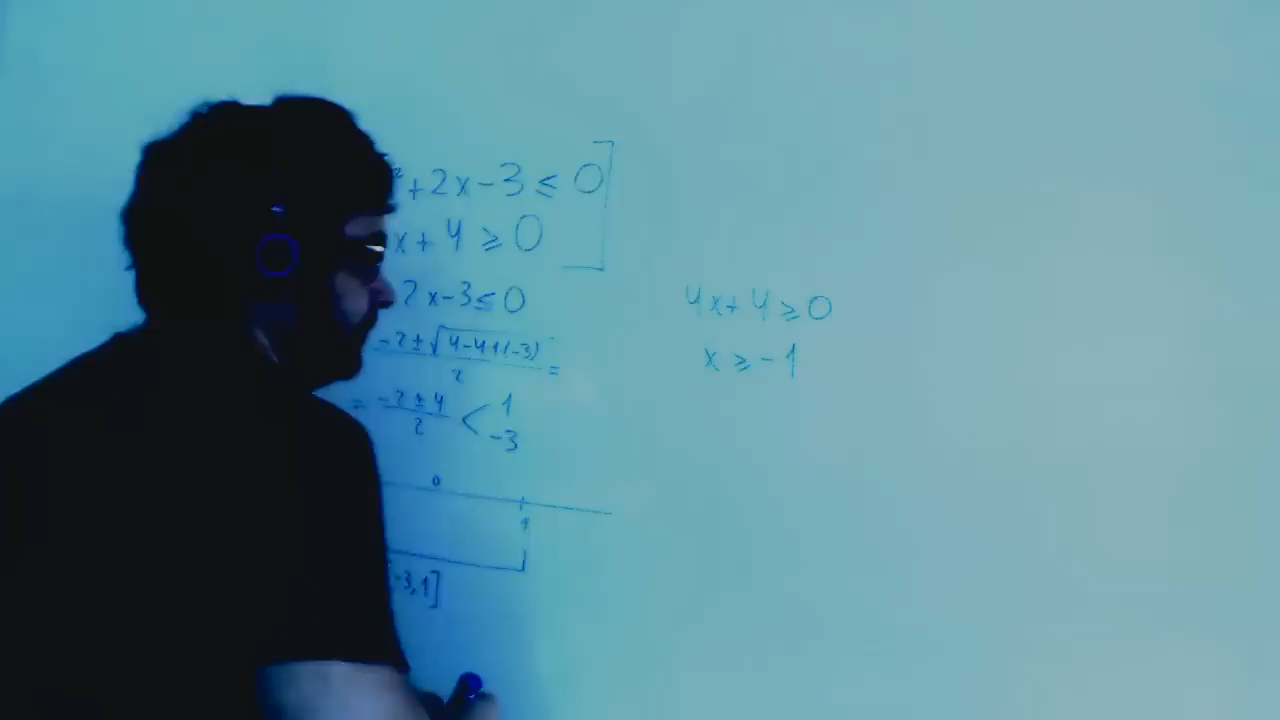 ² + 2x - 3 ≤ 0
x + 4 ≥ 0
2x - 3 ≤ 0
-2 ± √4-4·1·(-3)
2
=
= -2 ± 4
2
< 1
-3
0
1
[-3,1]
4x + 4 ≥ 0
x ≥ -1